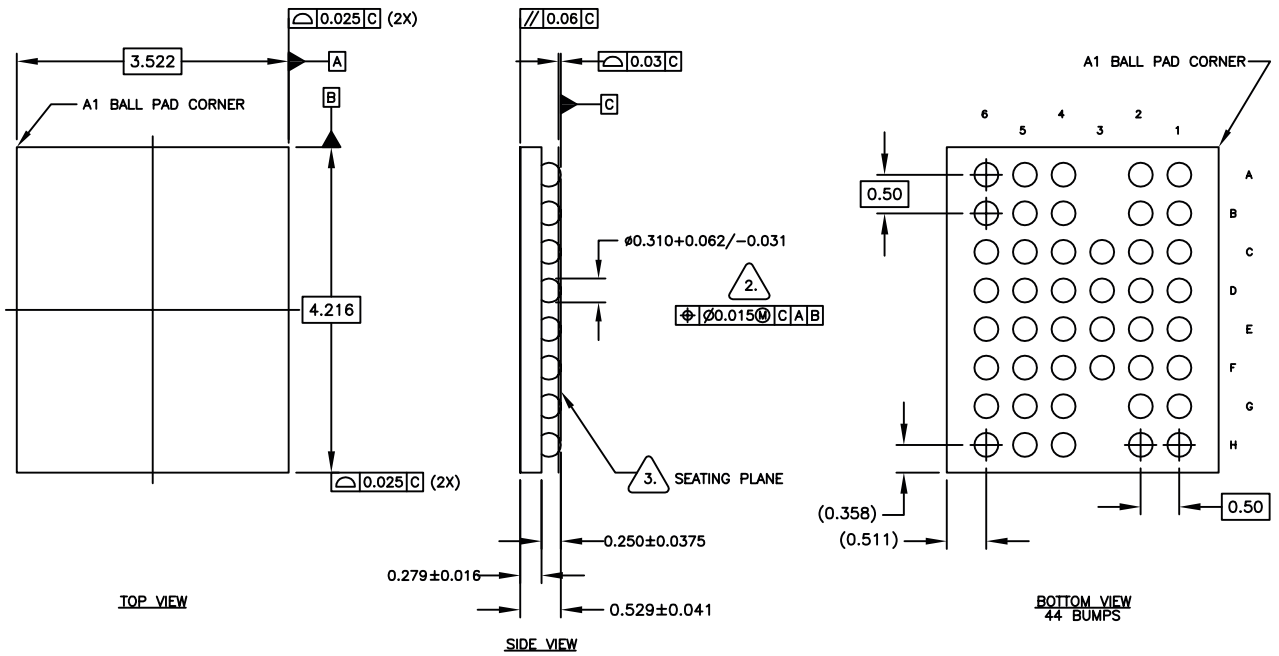 ⌓ 0.025 C (2X)
3.522
A
B
A1 BALL PAD CORNER
4.216
⌓ 0.025 C (2X)
TOP VIEW
// 0.06 C
⌓ 0.03 C
C
ø0.310+0.062/-0.031
2.
⌖ Ø0.015Ⓜ C A B
3. SEATING PLANE
0.250±0.0375
0.279±0.016
0.529±0.041
SIDE VIEW
A1 BALL PAD CORNER
6 5 4 3 2 1
A
B
C
D
E
F
G
H
0.50
(0.358)
(0.511)
0.50
BOTTOM VIEW
44 BUMPS